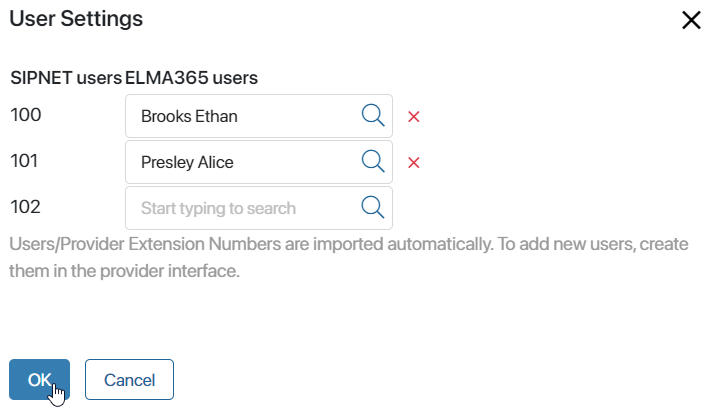 User Settings
SIPNET users ELMA365 users
100 Brooks Ethan
101 Presley Alice
102 Start typing to search
Users/Provider Extension Numbers are imported automatically. To add new users, create
them in the provider interface.
OK Cancel